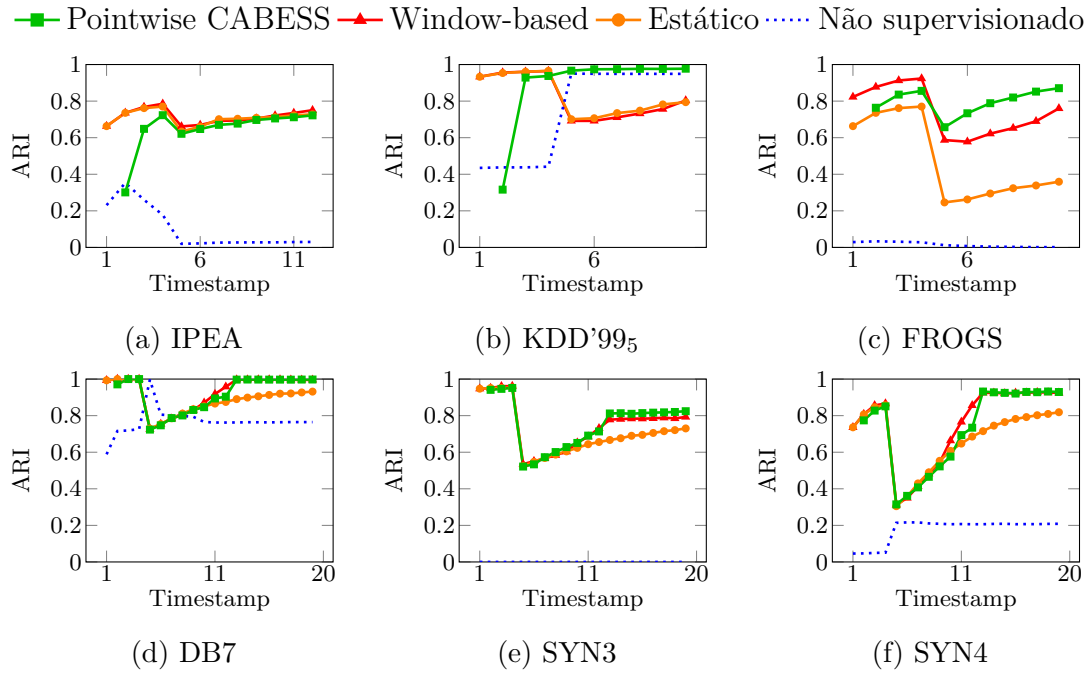 Pointwise CABESS Window-based Estático Não supervisionado
1 1 1
0.8 0.8 0.8
0.6 0.6 0.6
0.4 0.4 0.4
0.2 0.2 0.2
0 0 0
ARI ARI ARI
1 6 11 1 6 1 6
Timestamp Timestamp Timestamp
(a) IPEA (b) KDD'99₅ (c) FROGS
1 1 1
0.8 0.8 0.8
0.6 0.6 0.6
0.4 0.4 0.4
0.2 0.2 0.2
0 0 0
ARI ARI ARI
1 11 20 1 11 20 1 11 20
Timestamp Timestamp Timestamp
(d) DB7 (e) SYN3 (f) SYN4